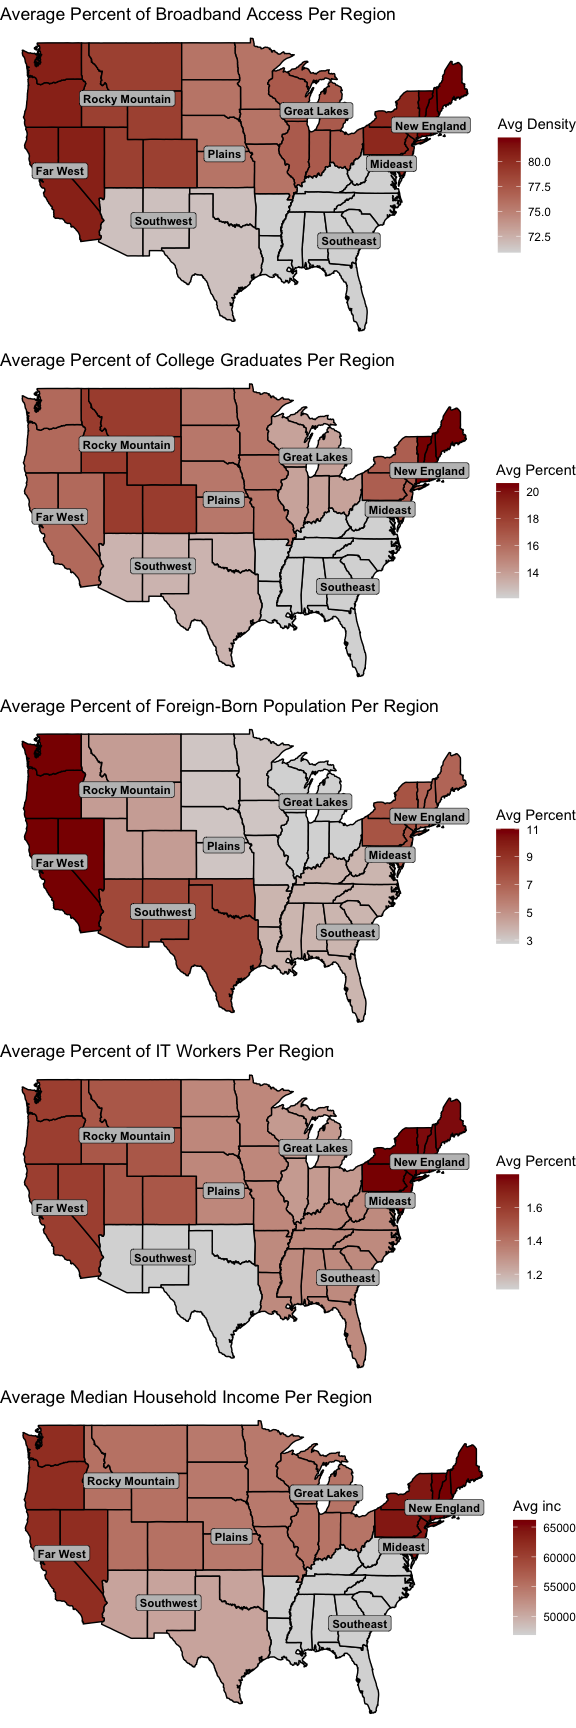 Average Percent of Broadband Access Per Region
Rocky Mountain
Great Lakes
New England
Plains
Mideast
Far West
Southwest
Southeast
Avg Density
80.0
77.5
75.0
72.5
Average Percent of College Graduates Per Region
Rocky Mountain
Great Lakes
New England
Plains
Mideast
Far West
Southwest
Southeast
Avg Percent
20
18
16
14
Average Percent of Foreign-Born Population Per Region
Rocky Mountain
Great Lakes
New England
Plains
Mideast
Far West
Southwest
Southeast
Avg Percent
11
9
7
5
3
Average Percent of IT Workers Per Region
Rocky Mountain
Great Lakes
New England
Plains
Mideast
Far West
Southwest
Southeast
Avg Percent
1.6
1.4
1.2
Average Median Household Income Per Region
Rocky Mountain
Great Lakes
New England
Plains
Mideast
Far West
Southwest
Southeast
Avg inc
65000
60000
55000
50000